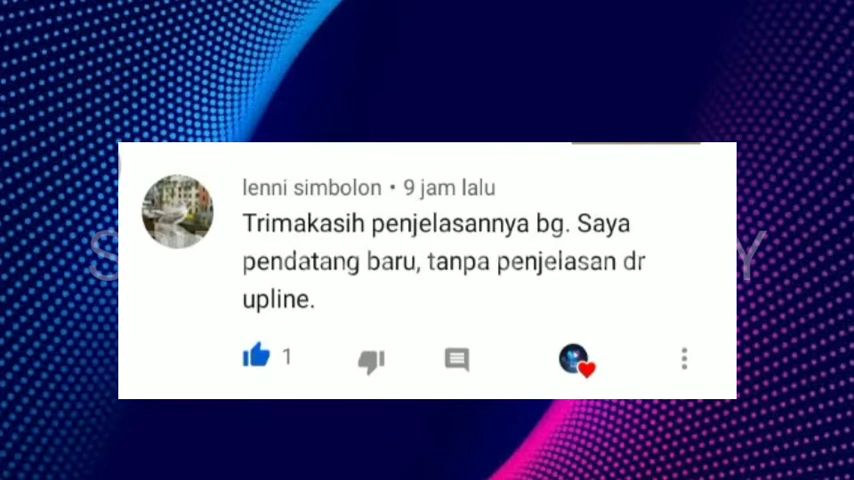 lenni simbolon • 9 jam lalu
Trimakasih penjelasannya bg. Saya
pendatang baru, tanpa penjelasan dr
upline.
1